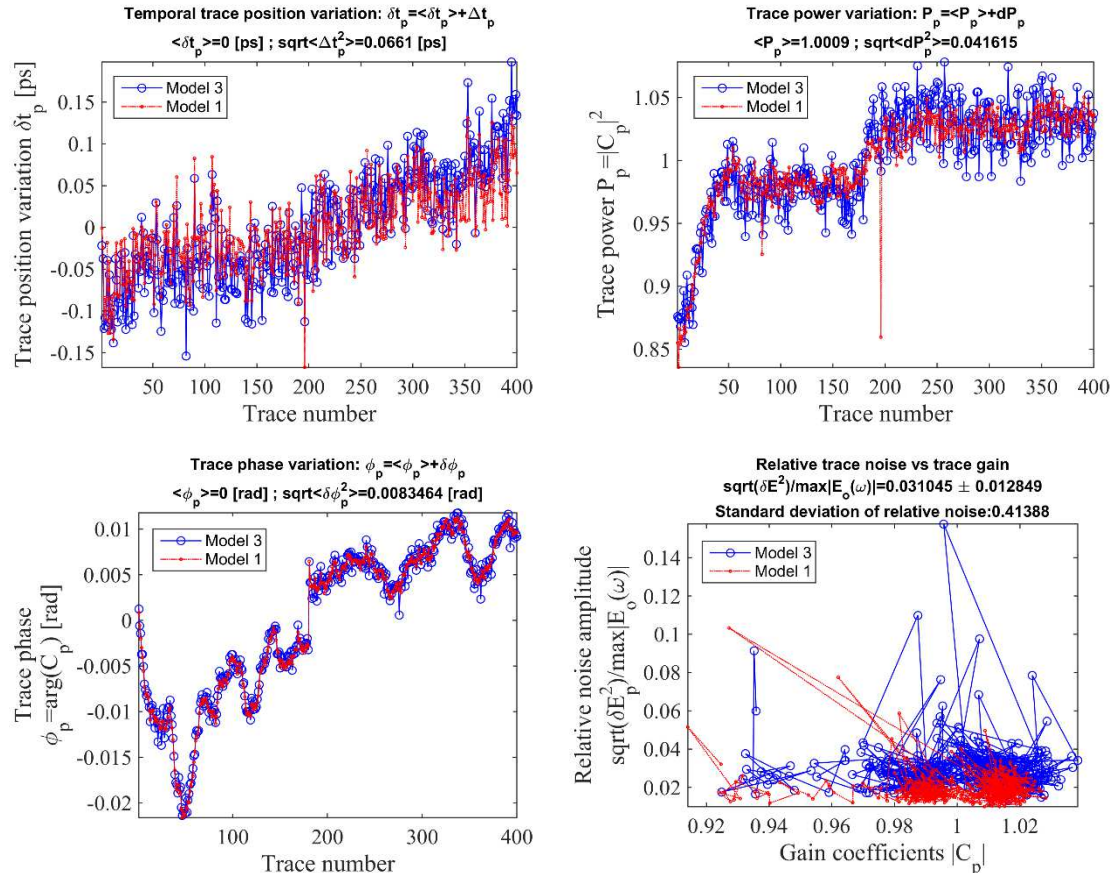 Temporal trace position variation: δt_p=<δt_p>+Δt_p
<δt_p>=0 [ps] ; sqrt<Δt_p^2>=0.0661 [ps]
Trace position variation δt_p [ps]
0.15
0.1
0.05
0
-0.05
-0.1
-0.15
Model 3
Model 1
50 100 150 200 250 300 350 400
Trace number
Trace power variation: P_p=<P_p>+dP_p
<P_p>=1.0009 ; sqrt<dP_p^2>=0.041615
Trace power P_p=|C_p|^2
1.05
1
0.95
0.9
0.85
Model 3
Model 1
50 100 150 200 250 300 350 400
Trace number
Trace phase variation: ϕ_p=<ϕ_p>+δϕ_p
<ϕ_p>=0 [rad] ; sqrt<δϕ_p^2>=0.0083464 [rad]
Trace phase
ϕ_p=arg(C_p) [rad]
0.01
0.005
0
-0.005
-0.01
-0.015
-0.02
Model 3
Model 1
100 200 300 400
Trace number
Relative trace noise vs trace gain
sqrt(δE^2)/max|E_o(ω)|=0.031045 ± 0.012849
Standard deviation of relative noise:0.41388
Relative noise amplitude
sqrt(δE_p^2)/max|E_o(ω)|
0.14
0.12
0.1
0.08
0.06
0.04
0.02
Model 3
Model 1
0.92 0.94 0.96 0.98 1 1.02
Gain coefficients |C_p|